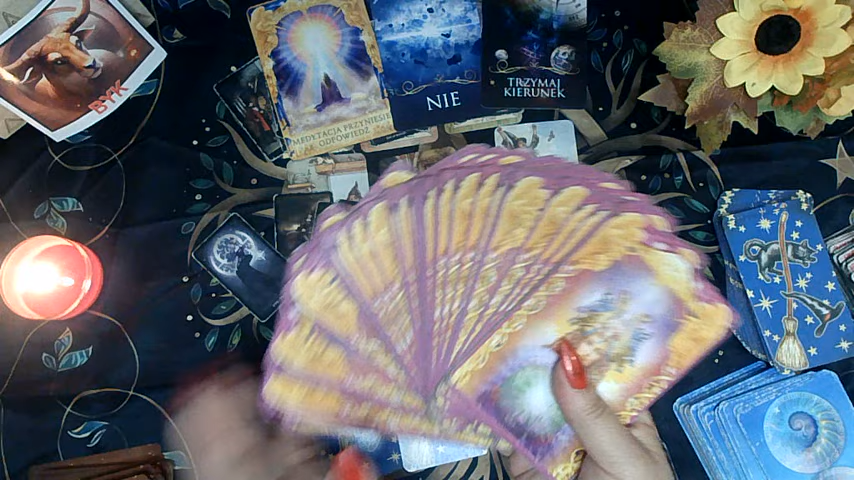 BYK
MEDYTACJA PRZYNIESIE
ODPOWIEDŹ
NIE
TRZYMAJ
KIERUNEK